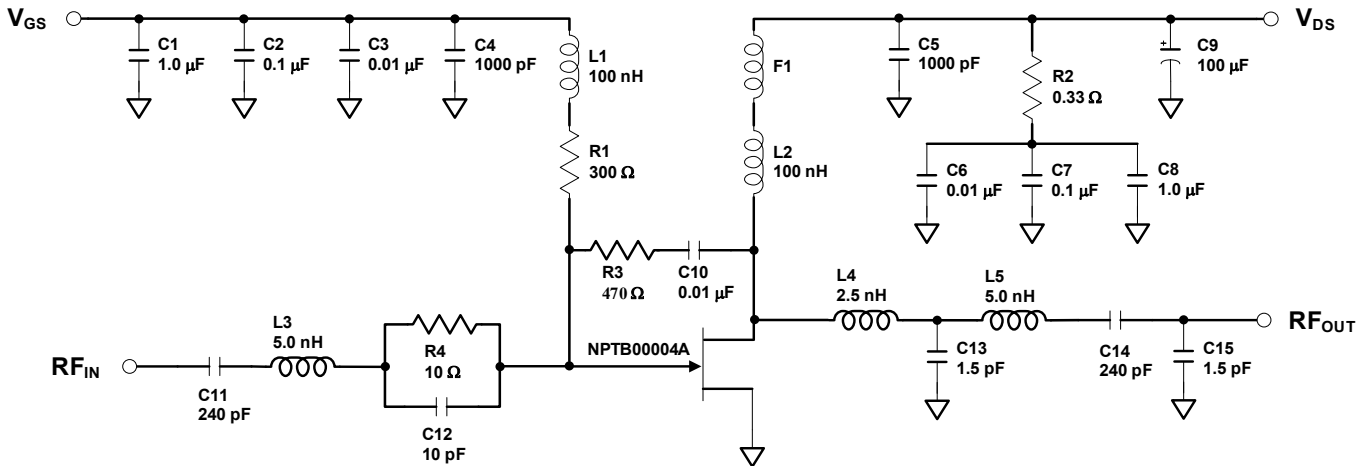 VGS
C1
1.0 µF
C2
0.1 µF
C3
0.01 µF
C4
1000 pF
L1
100 nH
F1
C5
1000 pF
R2
0.33 Ω
+
C9
100 µF
VDS
R1
300 Ω
L2
100 nH
C6
0.01 µF
C7
0.1 µF
C8
1.0 µF
R3
470 Ω
C10
0.01 µF
L4
2.5 nH
L5
5.0 nH
RFOUT
C13
1.5 pF
C14
240 pF
C15
1.5 pF
NPTB00004A
RFIN
C11
240 pF
L3
5.0 nH
R4
10 Ω
C12
10 pF